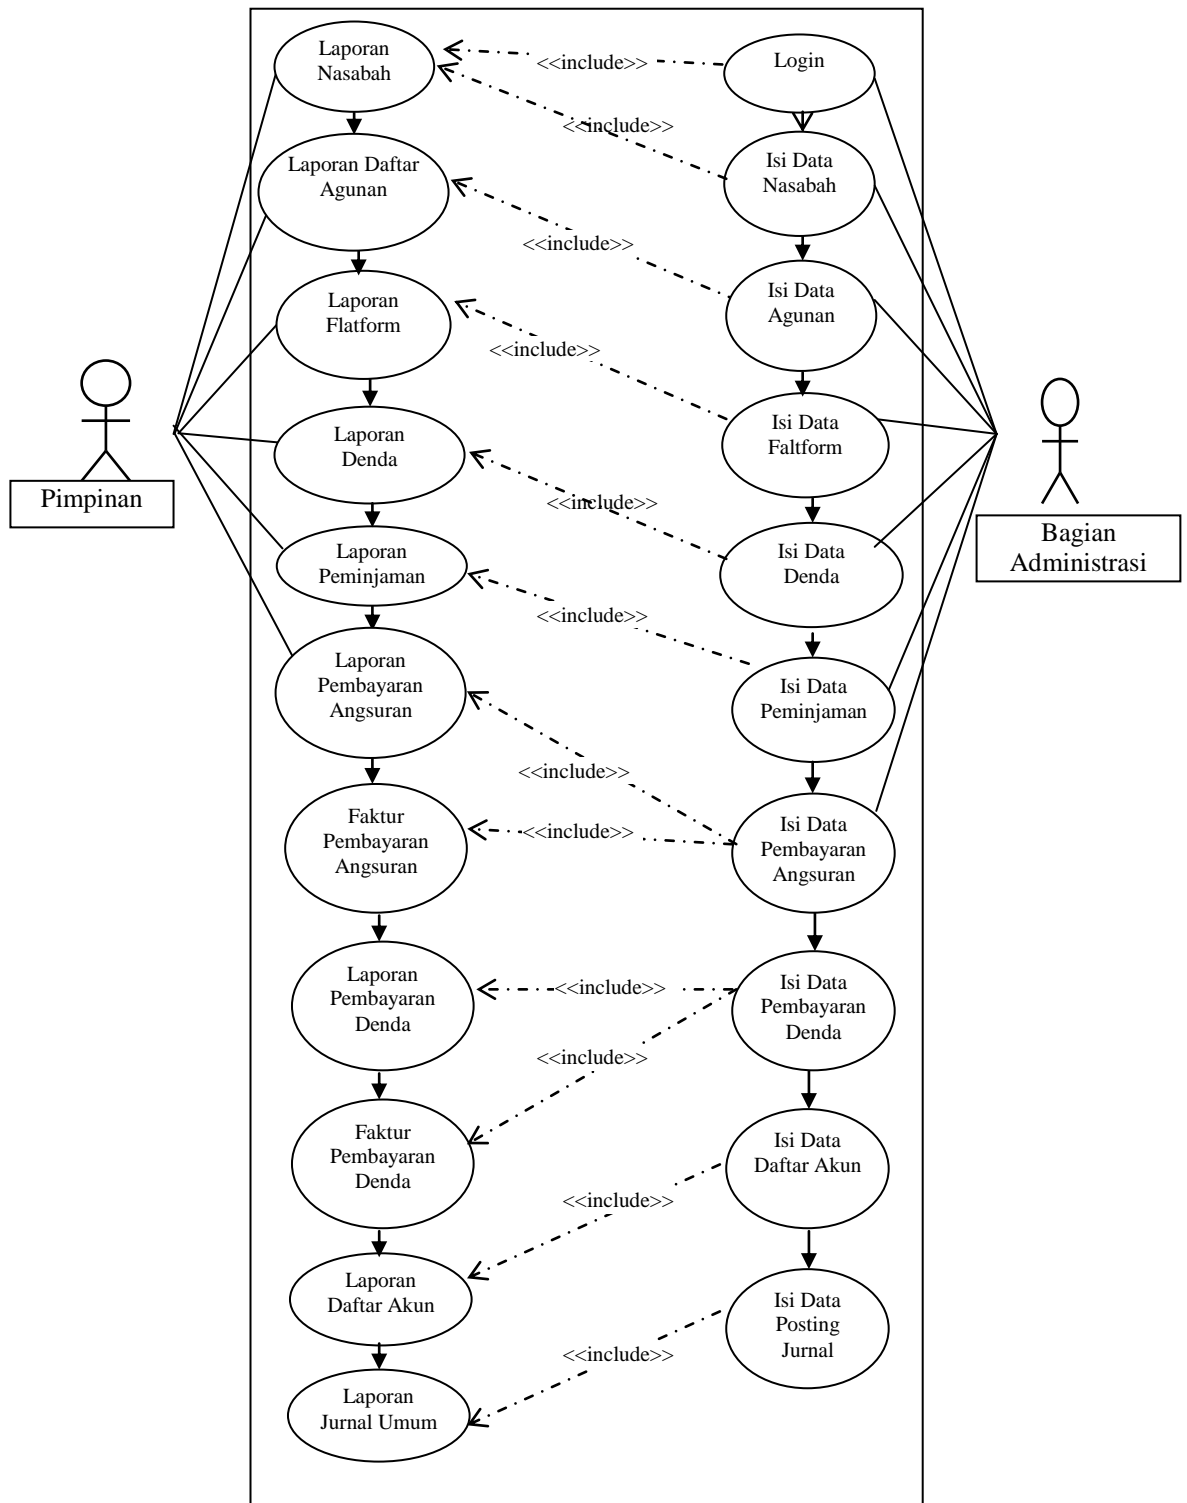 Laporan
Nasabah
<<include>>
Login
<<include>>
Laporan Daftar
Agunan
Isi Data
Nasabah
<<include>>
Laporan
Flatform
Isi Data
Agunan
<<include>>
Laporan
Denda
Isi Data
Faltform
Pimpinan
<<include>>
Bagian
Administrasi
Laporan
Peminjaman
Isi Data
Denda
<<include>>
Laporan
Pembayaran
Angsuran
Isi Data
Peminjaman
<<include>>
Faktur
Pembayaran
Angsuran
<<include>>
Isi Data
Pembayaran
Angsuran
Laporan
Pembayaran
Denda
<<include>>
Isi Data
Pembayaran
Denda
<<include>>
Faktur
Pembayaran
Denda
Isi Data
Daftar Akun
<<include>>
Laporan
Daftar Akun
Isi Data
Posting
Jurnal
<<include>>
Laporan
Jurnal Umum